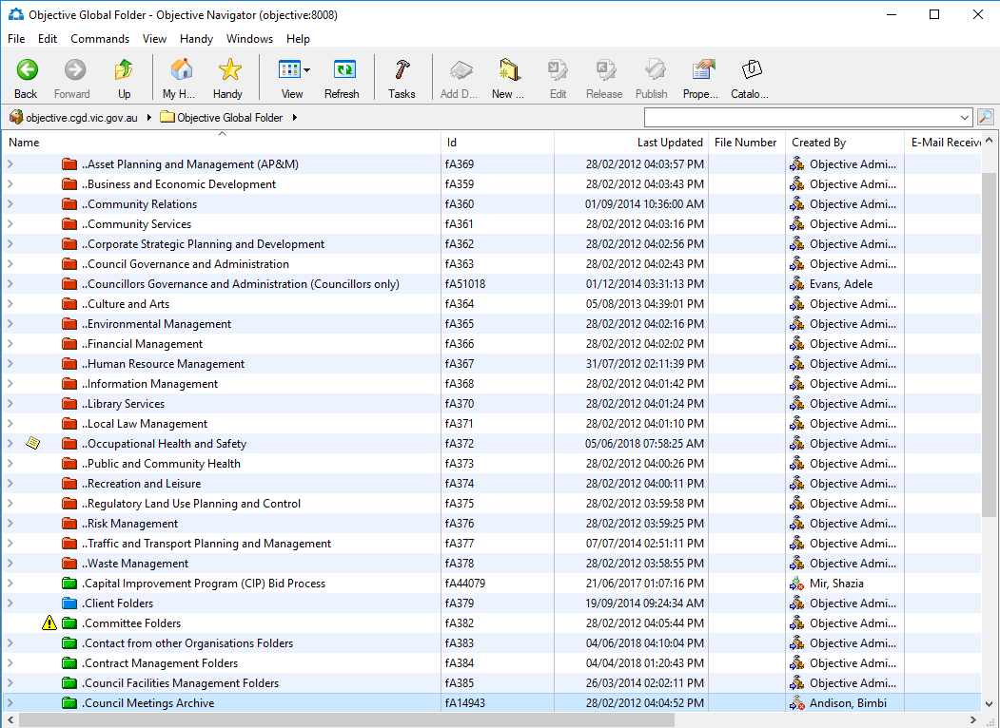 Objective Global Folder - Objective Navigator (objective:8008)
File Edit Commands View Handy Windows Help
Back Forward Up My H... Handy View Refresh Tasks Add D... New ... Edit Release Publish Prope... Catalo...
objective.cgd.vic.gov.au Objective Global Folder
Name Id Last Updated File Number Created By E-Mail Receive
..Asset Planning and Management (AP&M) fA369 28/02/2012 04:03:57 PM Objective Admi...
..Business and Economic Development fA359 28/02/2012 04:03:43 PM Objective Admi...
..Community Relations fA360 01/09/2014 10:36:00 AM Objective Admi...
..Community Services fA361 28/02/2012 04:03:16 PM Objective Admi...
..Corporate Strategic Planning and Development fA362 28/02/2012 04:02:56 PM Objective Admi...
..Council Governance and Administration fA363 28/02/2012 04:02:43 PM Objective Admi...
..Councillors Governance and Administration (Councillors only) fA51018 01/12/2014 03:31:13 PM Evans, Adele
..Culture and Arts fA364 05/08/2013 04:39:01 PM Objective Admi...
..Environmental Management fA365 28/02/2012 04:02:16 PM Objective Admi...
..Financial Management fA366 28/02/2012 04:02:02 PM Objective Admi...
..Human Resource Management fA367 31/07/2012 02:11:39 PM Objective Admi...
..Information Management fA368 28/02/2012 04:01:42 PM Objective Admi...
..Library Services fA370 28/02/2012 04:01:24 PM Objective Admi...
..Local Law Management fA371 28/02/2012 04:01:10 PM Objective Admi...
..Occupational Health and Safety fA372 05/06/2018 07:58:25 AM Objective Admi...
..Public and Community Health fA373 28/02/2012 04:00:26 PM Objective Admi...
..Recreation and Leisure fA374 28/02/2012 04:00:11 PM Objective Admi...
..Regulatory Land Use Planning and Control fA375 28/02/2012 03:59:58 PM Objective Admi...
..Risk Management fA376 28/02/2012 03:59:25 PM Objective Admi...
..Traffic and Transport Planning and Management fA377 07/07/2014 02:51:11 PM Objective Admi...
..Waste Management fA378 28/02/2012 03:58:55 PM Objective Admi...
.Capital Improvement Program (CIP) Bid Process fA44079 21/06/2017 01:07:16 PM Mir, Shazia
.Client Folders fA379 19/09/2014 09:24:34 AM Objective Admi...
.Committee Folders fA382 28/02/2012 04:05:44 PM Objective Admi...
.Contact from other Organisations Folders fA383 04/06/2018 04:10:04 PM Objective Admi...
.Contract Management Folders fA384 04/04/2018 01:20:43 PM Objective Admi...
.Council Facilities Management Folders fA385 26/03/2014 02:02:11 PM Objective Admi...
.Council Meetings Archive fA14943 28/02/2012 04:04:52 PM Andison, Bimbi